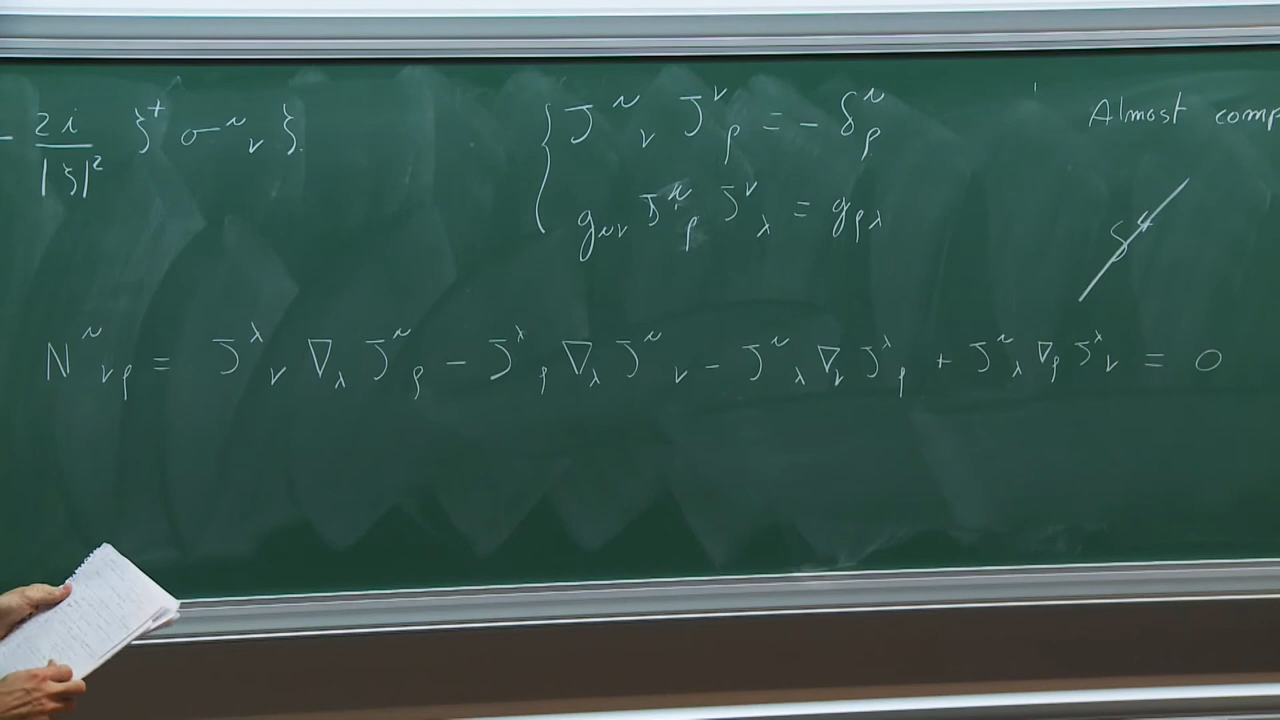 - 2i/|ξ|² ξ† σ^μ_ν ξ
{ J^μ_ν J^ν_ρ = - δ^μ_ρ
g_μν J^μ_ρ J^ν_λ = g_ρλ
Almost comp
S⁴
N^μ_νρ = J^λ_ν ∇_λ J^μ_ρ - J^λ_ρ ∇_λ J^μ_ν - J^μ_λ ∇_ν J^λ_ρ + J^μ_λ ∇_ρ J^λ_ν = 0